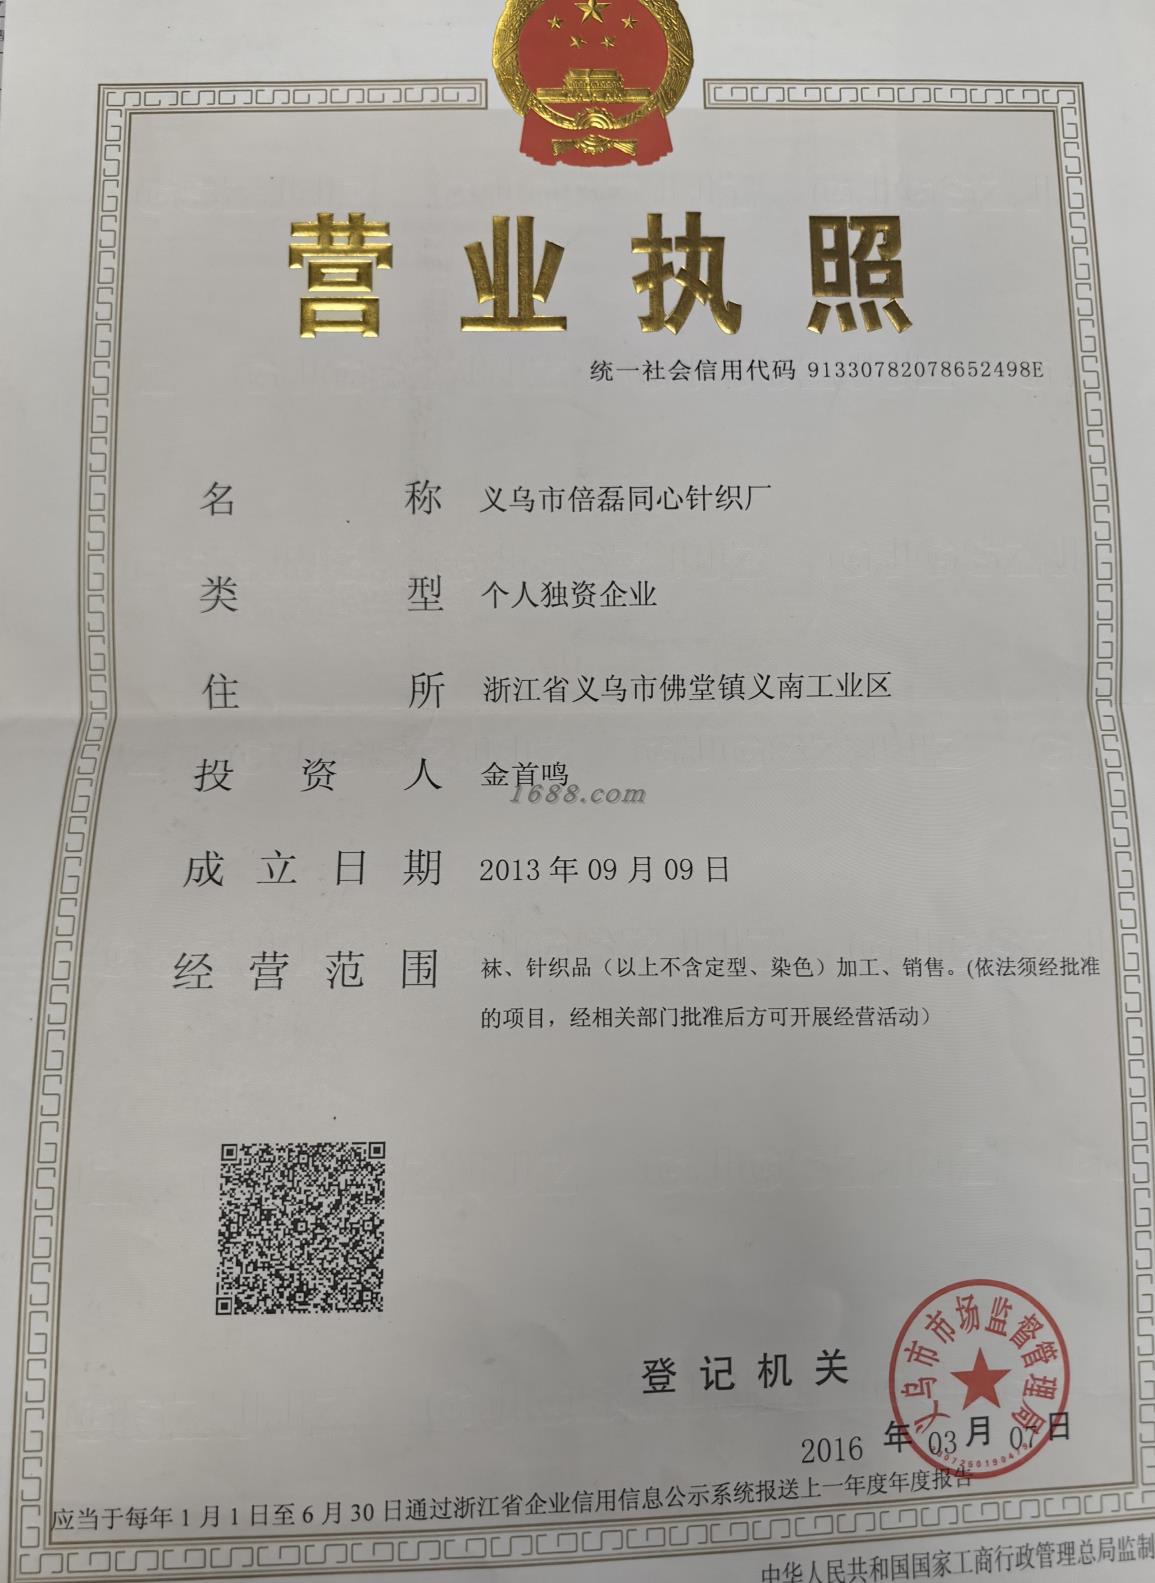 营业执照
统一社会信用代码 91330782078652498E
名称 义乌市倍磊同心针织厂
类型 个人独资企业
住所 浙江省义乌市佛堂镇义南工业区
投资人 金首鸣
1688.com
成立日期 2013年09月09日
经营范围 袜、针织品（以上不含定型、染色）加工、销售。(依法须经批准
的项目，经相关部门批准后方可开展经营活动）
登记机关
义乌市市场监督管理局
2016年03月07日
应当于每年1月1日至6月30日通过浙江省企业信用信息公示系统报送上一年度年度报告
中华人民共和国国家工商行政管理总局监制